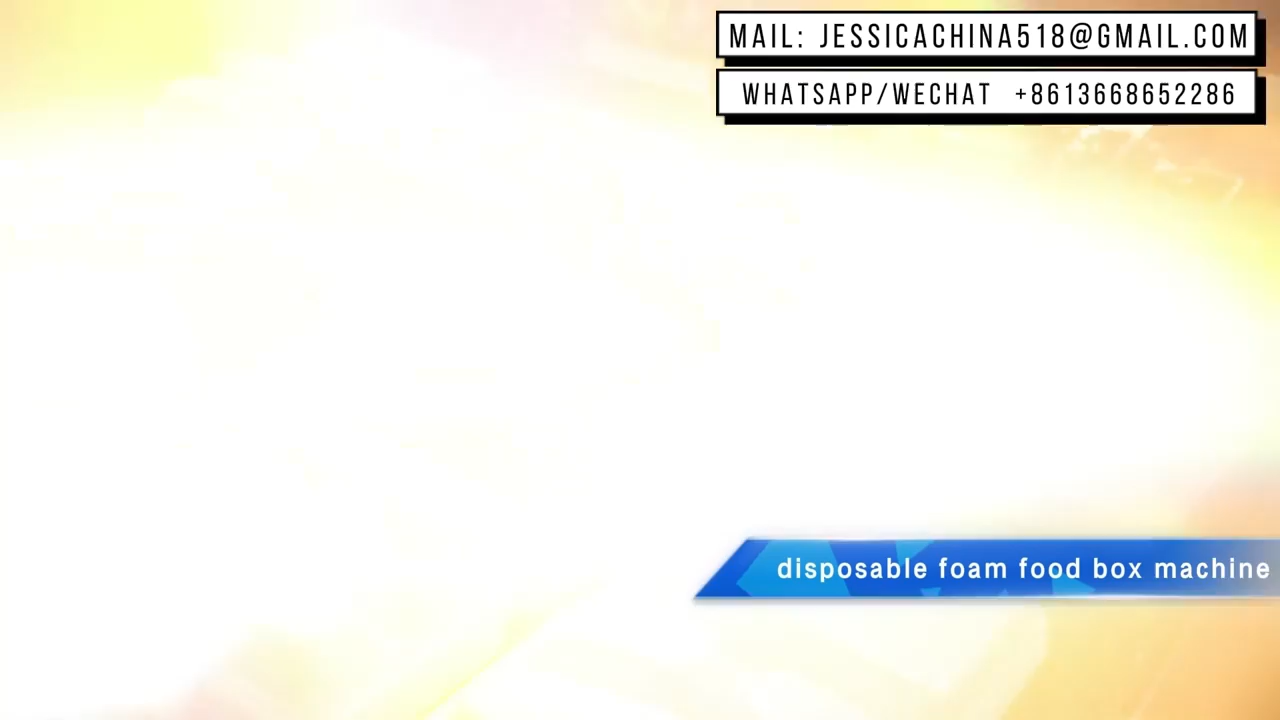 MAIL: JESSICACHINA518@GMAIL.COM
WHATSAPP/WECHAT +8613668652286
disposable foam food box machine